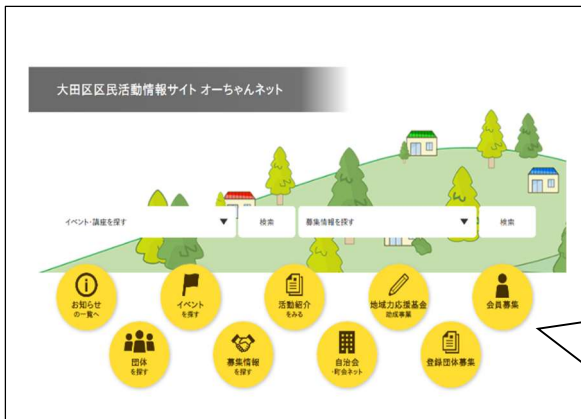 大田区区民活動情報サイト オーちゃんネット
イベント・講座を探す ▼ 検索 募集情報を探す ▼ 検索
お知らせ
の一覧へ
イベント
を探す
活動紹介
をみる
地域力応援基金
助成事業
会員募集
団体
を探す
募集情報
を探す
自治会
・町会ネット
登録団体募集